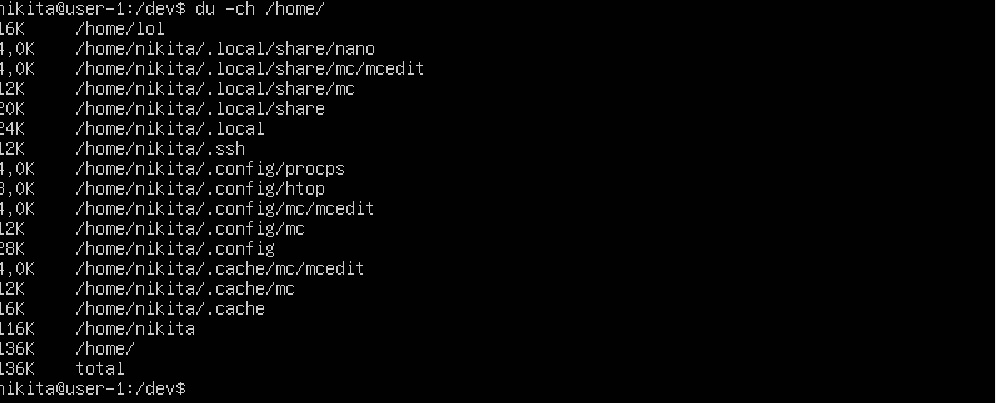 nikita@user-1:/dev$ du -ch /home/
16K /home/lol
4,0K /home/nikita/.local/share/nano
4,0K /home/nikita/.local/share/mc/mcedit
12K /home/nikita/.local/share/mc
20K /home/nikita/.local/share
24K /home/nikita/.local
12K /home/nikita/.ssh
4,0K /home/nikita/.config/procps
8,0K /home/nikita/.config/htop
4,0K /home/nikita/.config/mc/mcedit
12K /home/nikita/.config/mc
28K /home/nikita/.config
4,0K /home/nikita/.cache/mc/mcedit
12K /home/nikita/.cache/mc
16K /home/nikita/.cache
116K /home/nikita
136K /home/
136K total
nikita@user-1:/dev$